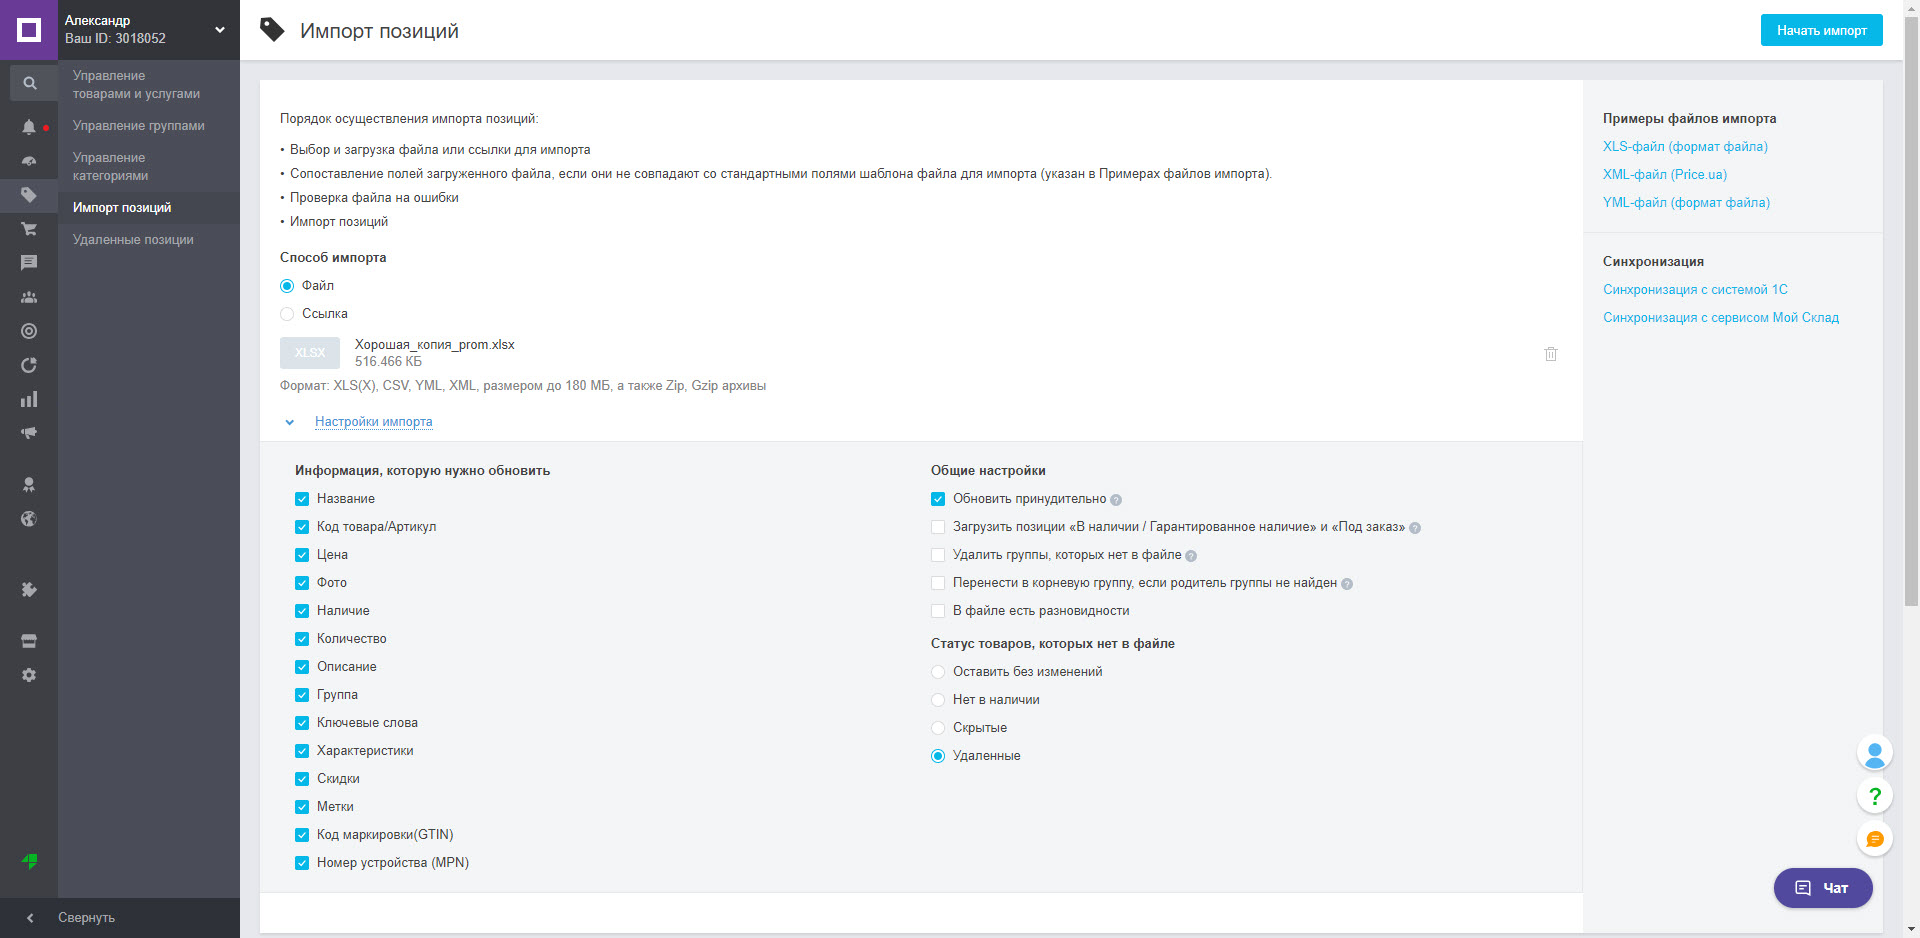 Александр
Ваш ID: 3018052
Управление
товарами и услугами
Управление группами
Управление
категориями
Импорт позиций
Удаленные позиции
Свернуть
Импорт позиций
Начать импорт
Порядок осуществления импорта позиций:
• Выбор и загрузка файла или ссылки для импорта
• Сопоставление полей загруженного файла, если они не совпадают со стандартными полями шаблона файла для импорта (указан в Примерах файлов импорта).
• Проверка файла на ошибки
• Импорт позиций
Способ импорта
Файл
Ссылка
XLSX
Хорошая_копия_prom.xlsx
516.466 КБ
Формат: XLS(X), CSV, YML, XML, размером до 180 МБ, а также Zip, Gzip архивы
Настройки импорта
Информация, которую нужно обновить
Название
Код товара/Артикул
Цена
Фото
Наличие
Количество
Описание
Группа
Ключевые слова
Характеристики
Скидки
Метки
Код маркировки(GTIN)
Номер устройства (MPN)
Общие настройки
Обновить принудительно ?
Загрузить позиции «В наличии / Гарантированное наличие» и «Под заказ» ?
Удалить группы, которых нет в файле ?
Перенести в корневую группу, если родитель группы не найден ?
В файле есть разновидности
Статус товаров, которых нет в файле
Оставить без изменений
Нет в наличии
Скрытые
Удаленные
Примеры файлов импорта
XLS-файл (формат файла)
XML-файл (Price.ua)
YML-файл (формат файла)
Синхронизация
Синхронизация с системой 1С
Синхронизация с сервисом Мой Склад
?
Чат